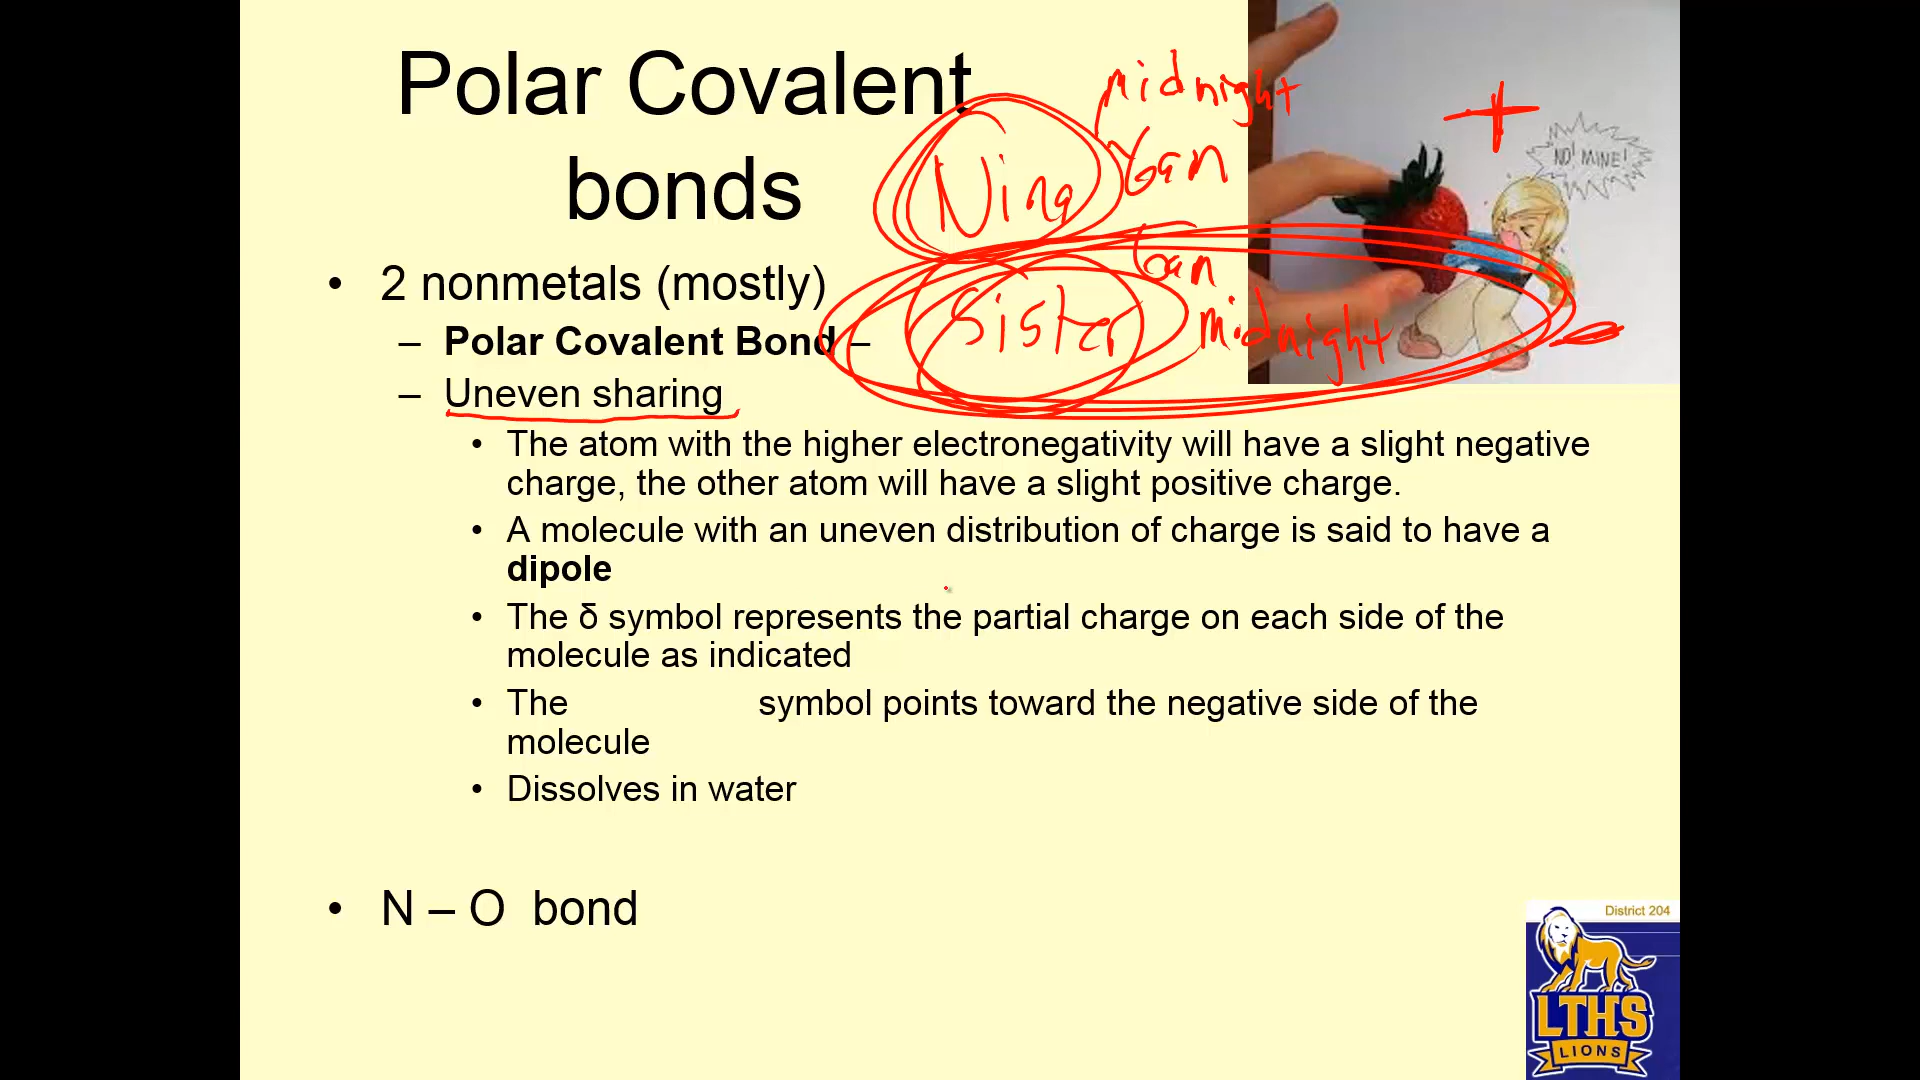 Polar Covalent
bonds
midnight
Ning
6am
6am
Sister
midnight
+
NO! MINE!
• 2 nonmetals (mostly)
– Polar Covalent Bond –
– Uneven sharing
• The atom with the higher electronegativity will have a slight negative
charge, the other atom will have a slight positive charge.
• A molecule with an uneven distribution of charge is said to have a
dipole
• The δ symbol represents the partial charge on each side of the
molecule as indicated
• The symbol points toward the negative side of the
molecule
• Dissolves in water
• N – O bond
District 204
LTHS
LIONS